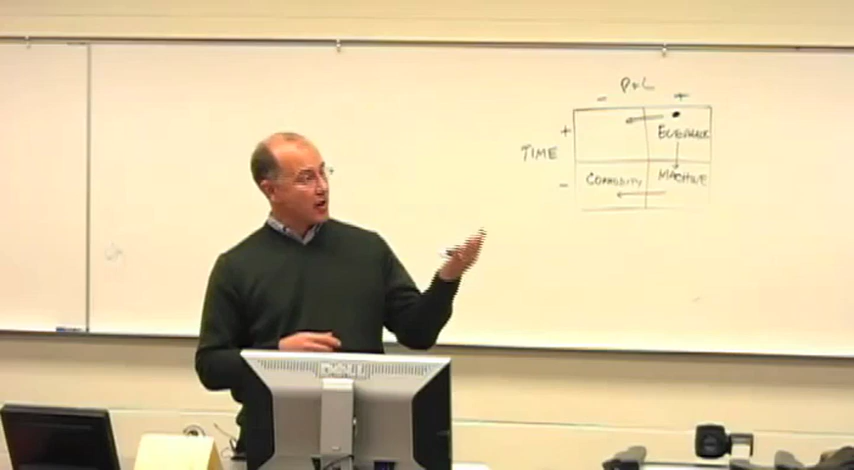 P+L
- +
+
TIME
-
COMMODITY
MACHINE
DELL